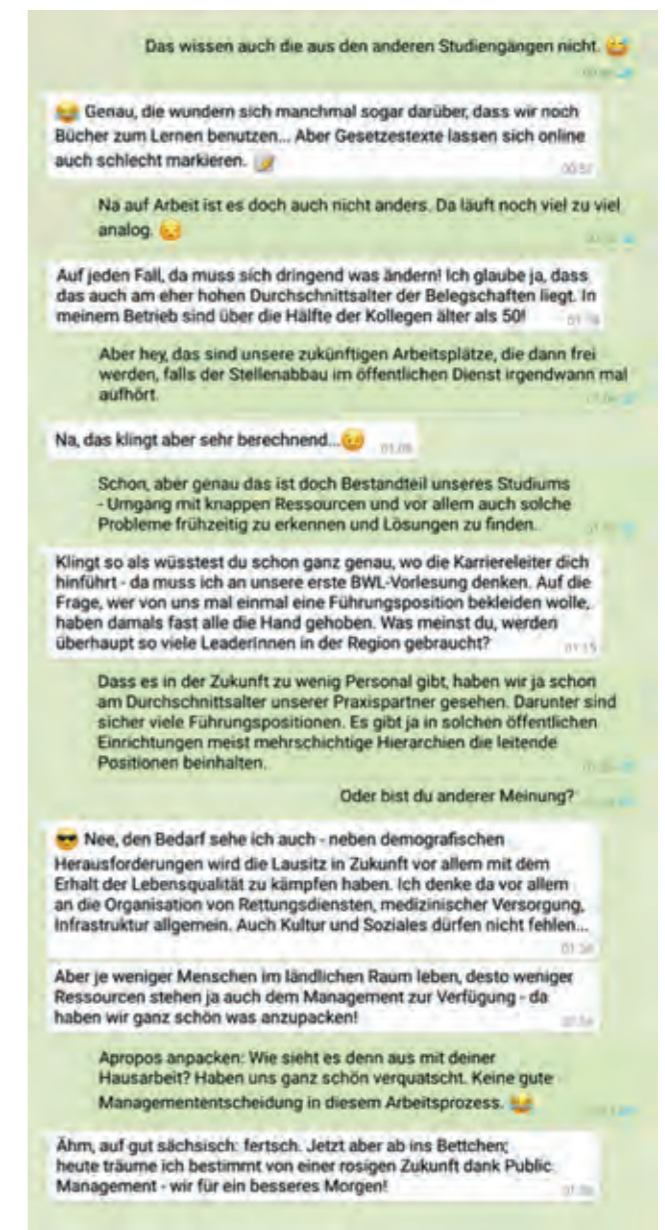 Das wissen auch die aus den anderen Studiengängen nicht. 😅
😂 Genau, die wundern sich manchmal sogar darüber, dass wir noch
Bücher zum Lernen benutzen... Aber Gesetzestexte lassen sich online
auch schlecht markieren. 📝
Na auf Arbeit ist es doch auch nicht anders. Da läuft noch viel zu viel
analog. 😔
Auf jeden Fall, da muss sich dringend was ändern! Ich glaube ja, dass
das auch am eher hohen Durchschnittsalter der Belegschaften liegt. In
meinem Betrieb sind über die Hälfte der Kollegen älter als 50!
Aber hey, das sind unsere zukünftigen Arbeitsplätze, die dann frei
werden, falls der Stellenabbau im öffentlichen Dienst irgendwann mal
aufhört.
Na, das klingt aber sehr berechnend...😉
Schon, aber genau das ist doch Bestandteil unseres Studiums
- Umgang mit knappen Ressourcen und vor allem auch solche
Probleme frühzeitig zu erkennen und Lösungen zu finden.
Klingt so als wüsstest du schon ganz genau, wo die Karriereleiter dich
hinführt - da muss ich an unsere erste BWL-Vorlesung denken. Auf die
Frage, wer von uns mal einmal eine Führungsposition bekleiden wolle,
haben damals fast alle die Hand gehoben. Was meinst du, werden
überhaupt so viele LeaderInnen in der Region gebraucht?
01:15
Dass es in der Zukunft zu wenig Personal gibt, haben wir ja schon
am Durchschnittsalter unserer Praxispartner gesehen. Darunter sind
sicher viele Führungspositionen. Es gibt ja in solchen öffentlichen
Einrichtungen meist mehrschichtige Hierarchien die leitende
Positionen beinhalten.
Oder bist du anderer Meinung?
😎 Nee, den Bedarf sehe ich auch - neben demografischen
Herausforderungen wird die Lausitz in Zukunft vor allem mit dem
Erhalt der Lebensqualität zu kämpfen haben. Ich denke da vor allem
an die Organisation von Rettungsdiensten, medizinischer Versorgung,
Infrastruktur allgemein. Auch Kultur und Soziales dürfen nicht fehlen...
Aber je weniger Menschen im ländlichen Raum leben, desto weniger
Ressourcen stehen ja auch dem Management zur Verfügung - da
haben wir ganz schön was anzupacken!
Apropos anpacken: Wie sieht es denn aus mit deiner
Hausarbeit? Haben uns ganz schön verquatscht. Keine gute
Managemententscheidung in diesem Arbeitsprozess. 😂
Ähm, auf gut sächsisch: fertsch. Jetzt aber ab ins Bettchen;
heute träume ich bestimmt von einer rosigen Zukunft dank Public
Management - wir für ein besseres Morgen!